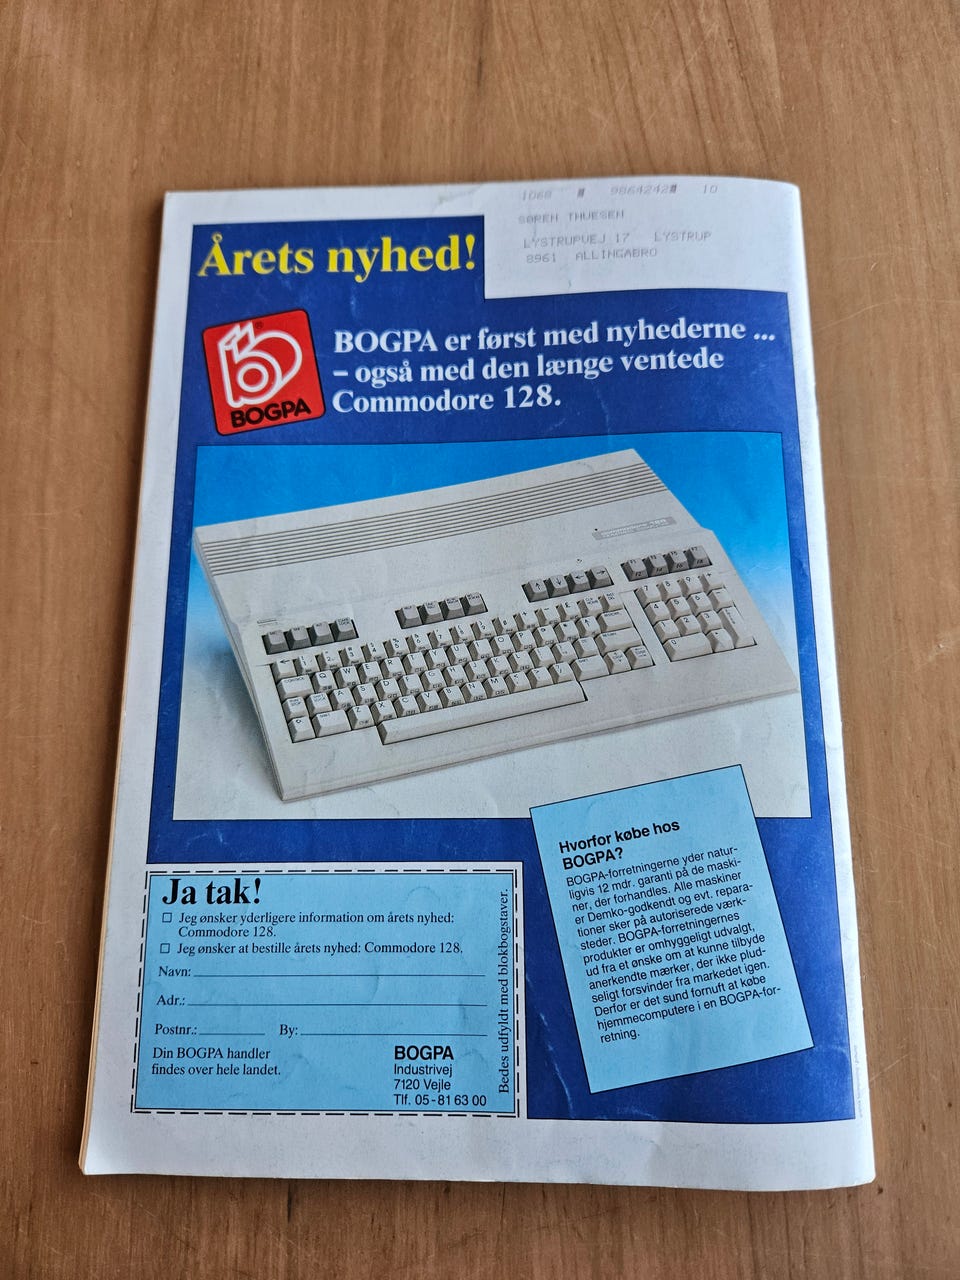 1068 # 9864242# 10
SØREN THUESEN
LYSTRUPVEJ 17 LYSTRUP
8961 ALLINGÅBRO
Årets nyhed!
BOGPA
BOGPA er først med nyhederne ...
– også med den længe ventede
Commodore 128.
Hvorfor købe hos
BOGPA?
BOGPA-forretningerne yder natur-
ligvis 12 mdr. garanti på de maski-
ner, der forhandles. Alle maskiner
er Demko-godkendt og evt. repara-
tioner sker på autoriserede værk-
steder. BOGPA-forretningernes
produkter er omhyggeligt udvalgt,
ud fra et ønske om at kunne tilbyde
anerkendte mærker, der ikke plud-
seligt forsvinder fra markedet igen.
Derfor er det sund fornuft at købe
hjemmecomputere i en BOGPA-for-
retning.
Ja tak!
☐ Jeg ønsker yderligere information om årets nyhed:
Commodore 128.
☐ Jeg ønsker at bestille årets nyhed: Commodore 128.
Navn:
Adr.:
Postnr.: By:
Din BOGPA handler
findes over hele landet.
BOGPA
Industrivej
7120 Vejle
Tlf. 05-81 63 00
Bedes udfyldt med blokbogstaver.